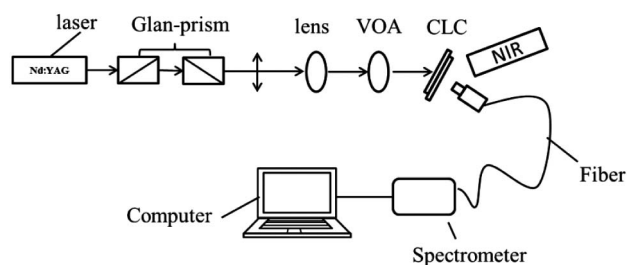 laser
Glan-prism
lens
VOA
CLC
Nd:YAG
NIR
Fiber
Computer
Spectrometer